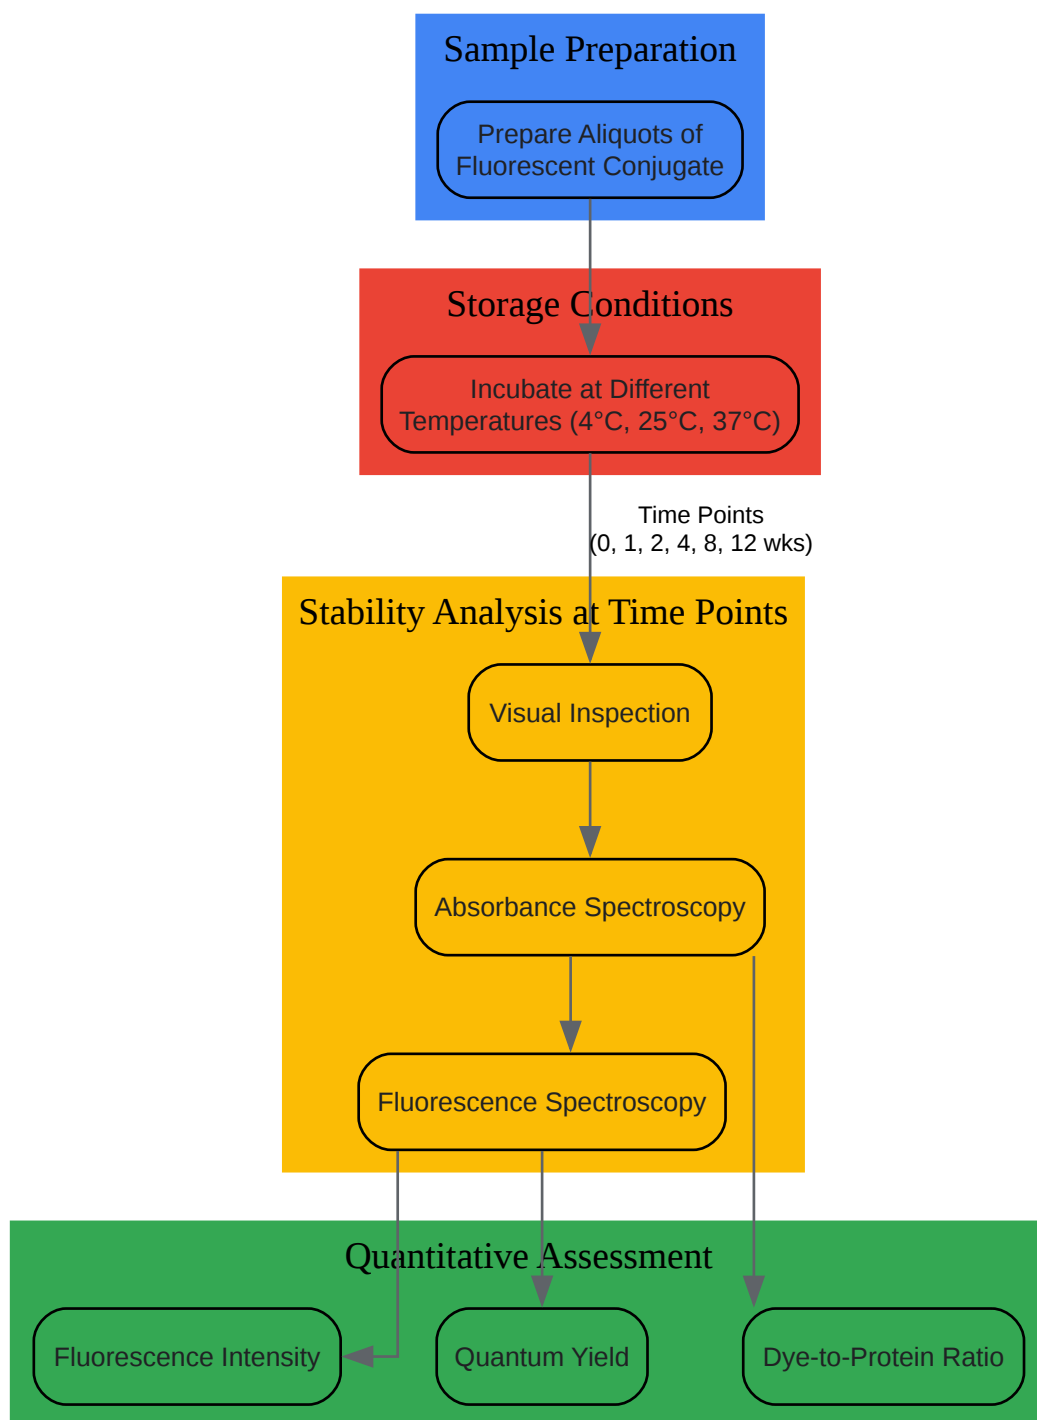 Sample Preparation
Prepare Aliquots of
Fluorescent Conjugate
Storage Conditions
Incubate at Different
Temperatures (4°C, 25°C, 37°C)
Time Points
(0, 1, 2, 4, 8, 12 wks)
Stability Analysis at Time Points
Visual Inspection
Absorbance Spectroscopy
Fluorescence Spectroscopy
Quantitative Assessment
Fluorescence Intensity
Quantum Yield
Dye-to-Protein Ratio